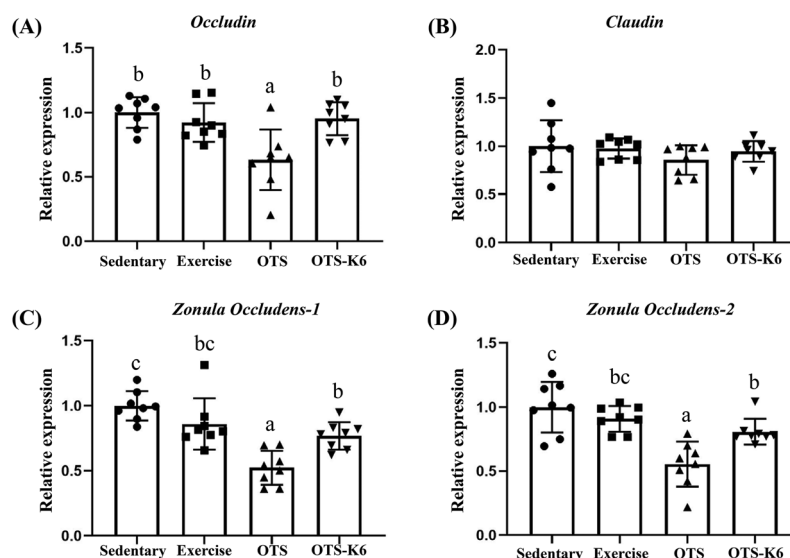 (A)
Occludin
Relative expression
1.5
1.0
0.5
0.0
b
b
a
b
Sedentary Exercise OTS OTS-K6
(B)
Claudin
Relative expression
2.0
1.5
1.0
0.5
0.0
Sedentary Exercise OTS OTS-K6
(C)
Zonula Occludens-1
Relative expression
1.5
1.0
0.5
0.0
c
bc
a
b
Sedentary Exercise OTS OTS-K6
(D)
Zonula Occludens-2
Relative expression
1.5
1.0
0.5
0.0
c
bc
a
b
Sedentary Exercise OTS OTS-K6